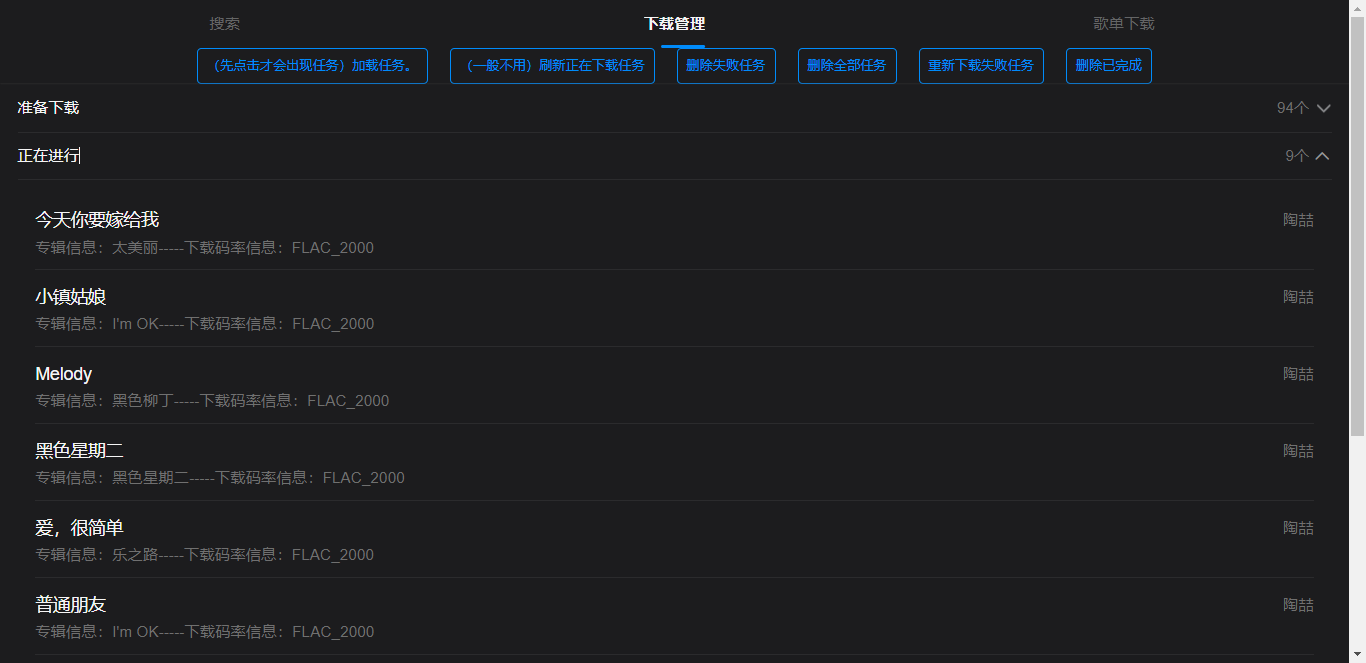 搜索 下载管理 歌单下载
（先点击才会出现任务）加载任务。 （一般不用）刷新正在下载任务 删除失败任务 删除全部任务 重新下载失败任务 删除已完成
准备下载 94个
正在进行 9个
今天你要嫁给我 陶喆
专辑信息：太美丽-----下载码率信息：FLAC_2000
小镇姑娘 陶喆
专辑信息：I'm OK-----下载码率信息：FLAC_2000
Melody 陶喆
专辑信息：黑色柳丁-----下载码率信息：FLAC_2000
黑色星期二 陶喆
专辑信息：黑色星期二-----下载码率信息：FLAC_2000
爱，很简单 陶喆
专辑信息：乐之路-----下载码率信息：FLAC_2000
普通朋友 陶喆
专辑信息：I'm OK-----下载码率信息：FLAC_2000